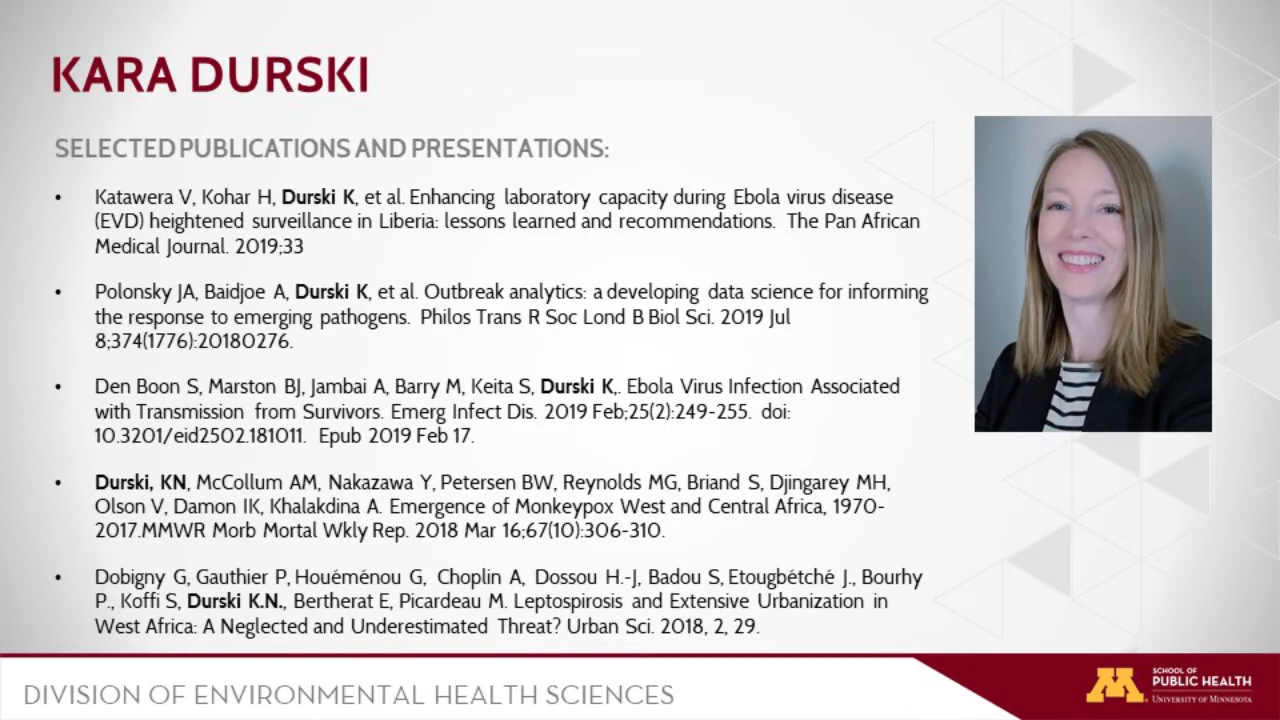 KARA DURSKI
SELECTED PUBLICATIONS AND PRESENTATIONS:
• Katawera V, Kohar H, Durski K, et al. Enhancing laboratory capacity during Ebola virus disease
(EVD) heightened surveillance in Liberia: lessons learned and recommendations. The Pan African
Medical Journal. 2019;33
• Polonsky JA, Baidjoe A, Durski K, et al. Outbreak analytics: a developing data science for informing
the response to emerging pathogens. Philos Trans R Soc Lond B Biol Sci. 2019 Jul
8;374(1776):20180276.
• Den Boon S, Marston BJ, Jambai A, Barry M, Keita S, Durski K,. Ebola Virus Infection Associated
with Transmission from Survivors. Emerg Infect Dis. 2019 Feb;25(2):249-255. doi:
10.3201/eid2502.181011. Epub 2019 Feb 17.
• Durski, KN, McCollum AM, Nakazawa Y, Petersen BW, Reynolds MG, Briand S, Djingarey MH,
Olson V, Damon IK, Khalakdina A. Emergence of Monkeypox West and Central Africa, 1970-
2017.MMWR Morb Mortal Wkly Rep. 2018 Mar 16;67(10):306-310.
• Dobigny G, Gauthier P, Houéménou G, Choplin A, Dossou H.-J, Badou S, Etougbétché J., Bourhy
P., Koffi S, Durski K.N., Bertherat E, Picardeau M. Leptospirosis and Extensive Urbanization in
West Africa: A Neglected and Underestimated Threat? Urban Sci. 2018, 2, 29.
DIVISION OF ENVIRONMENTAL HEALTH SCIENCES
M
SCHOOL OF
PUBLIC HEALTH
UNIVERSITY OF MINNESOTA